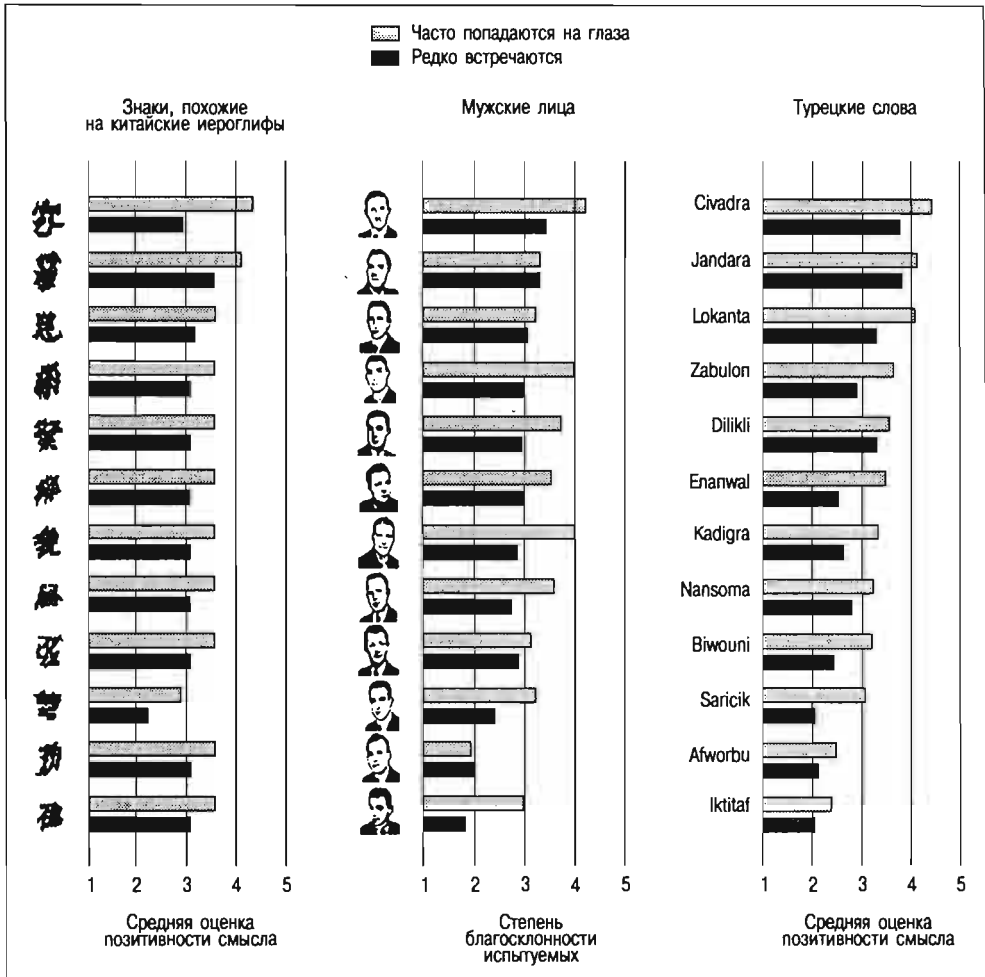 Часто попадаются на глаза
Редко встречаются
Знаки, похожие
на китайские иероглифы
Мужские лица
Турецкие слова
Civadra
Jandara
Lokanta
Zabulon
Dilikli
Enanwal
Kadigra
Nansoma
Biwouni
Saricik
Afworbu
Iktitaf
1 2 3 4 5
1 2 3 4 5
1 2 3 4 5
Средняя оценка
позитивности смысла
Степень
благосклонности
испытуемых
Средняя оценка
позитивности смысла